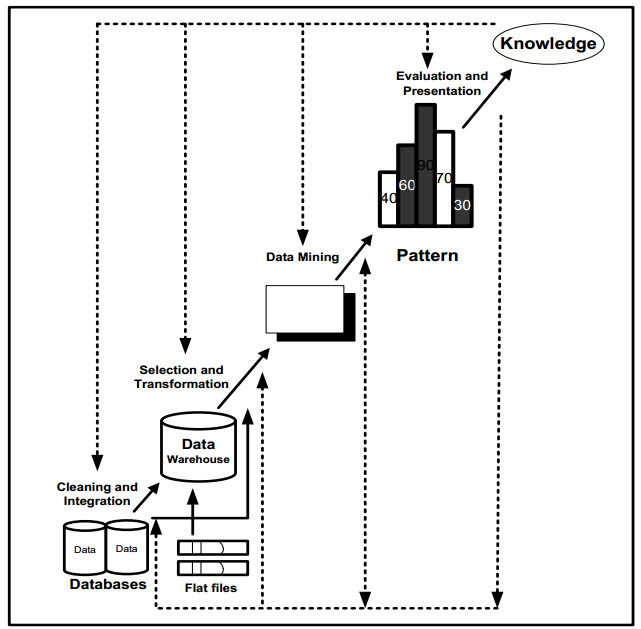 Knowledge
Evaluation and
Presentation
40
60
90
70
30
Pattern
Data Mining
Selection and
Transformation
Data
Warehouse
Cleaning and
Integration
Data
Data
Databases
Flat files